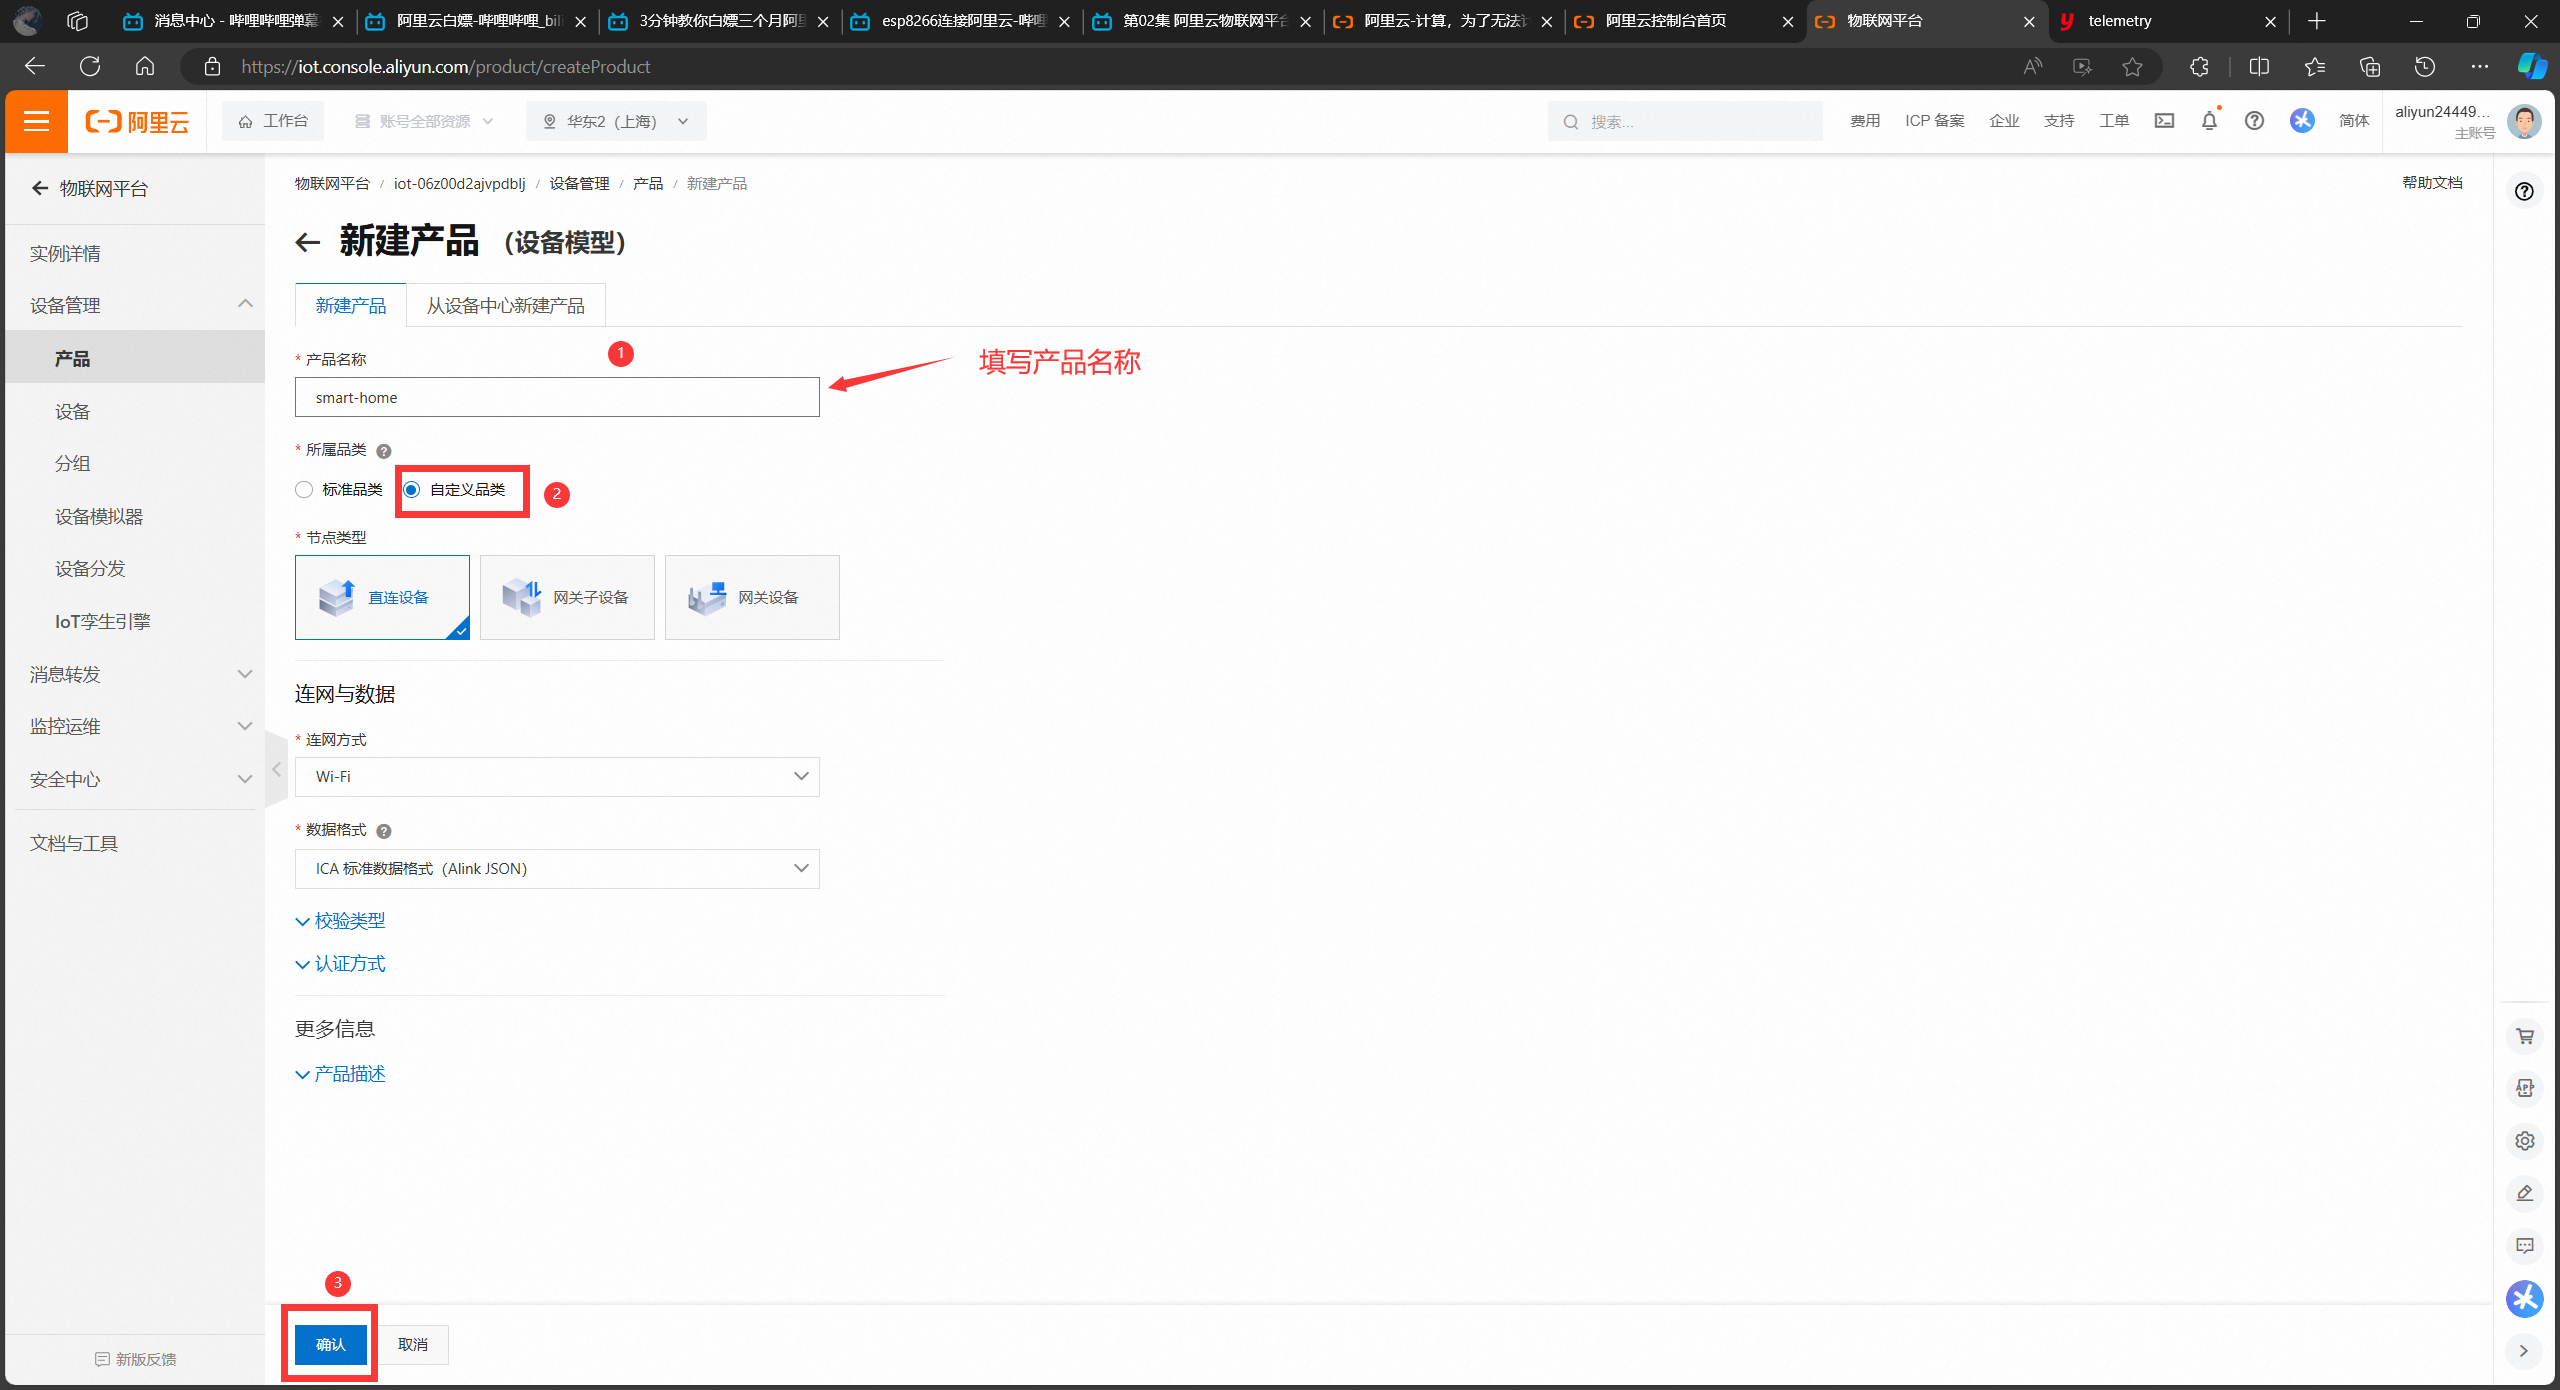 消息中心 - 哔哩哔哩弹幕
阿里云白嫖-哔哩哔哩_bili
3分钟教你白嫖三个月阿里
esp8266连接阿里云-哔哩
第02集 阿里云物联网平台
阿里云-计算，为了无法计
阿里云控制台首页
物联网平台
telemetry
https://iot.console.aliyun.com/product/createProduct
阿里云
工作台
账号全部资源
华东2（上海）
搜索...
费用
ICP 备案
企业
支持
工单
简体
aliyun24449...
主账号
物联网平台
实例详情
设备管理
产品
设备
分组
设备模拟器
设备分发
IoT孪生引擎
消息转发
监控运维
安全中心
文档与工具
新版反馈
物联网平台 / iot-06z00d2ajvpdblj / 设备管理 / 产品 / 新建产品
帮助文档
新建产品 （设备模型）
新建产品
从设备中心新建产品
* 产品名称
1
填写产品名称
smart-home
* 所属品类
标准品类
自定义品类
2
* 节点类型
直连设备
网关子设备
网关设备
连网与数据
* 连网方式
Wi-Fi
* 数据格式
ICA 标准数据格式（Alink JSON）
校验类型
认证方式
更多信息
产品描述
3
确认
取消
APP